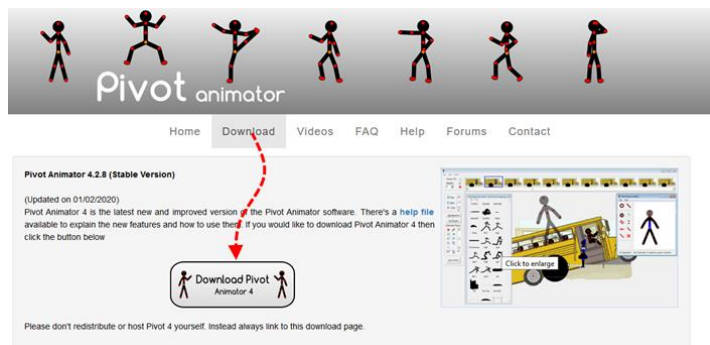 Pivot animator
Home Download Videos FAQ Help Forums Contact
Pivot Animator 4.2.8 (Stable Version)
(Updated on 01/02/2020)
Pivot Animator 4 is the latest new and improved version of the Pivot Animator software. There's a help file
available to explain the new features and how to use them. If you would like to download Pivot Animator 4 then
click the button below
Click to enlarge
Download Pivot
Animator 4
Please don't redistribute or host Pivot 4 yourself. Instead always link to this download page.